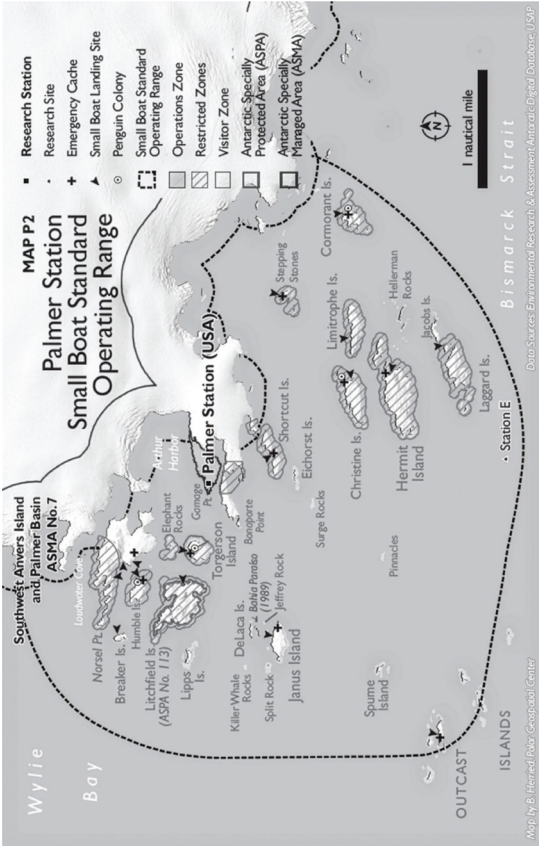 MAP P2
Palmer Station
Small Boat Standard
Operating Range
Research Station
Research Site
Emergency Cache
Small Boat Landing Site
Penguin Colony
Small Boat Standard
Operating Range
Operations Zone
Restricted Zones
Visitor Zone
Antarctic Specially
Protected Area (ASPA)
Antarctic Specially
Managed Area (ASMA)
N
1 nautical mile
Southwest Anvers Island
and Palmer Basin
ASMA No.7
Wylie
Bay
Loudwater Cove
Norsel Pt.
Breaker Is.
Humble Is.
Litchfield Is.
(ASPA No. 113)
Lipps
Is.
Arthur
Harbor
Elephant
Rocks
Gamage
Pt.
Palmer Station (USA)
Torgerson
Island
Bonaparte
Point
Shortcut Is.
Eichorst Is.
Surge Rocks
Stepping
Stones
Cormorant Is.
Limitrophe Is.
Christine Is.
Hermit
Island
Hellerman
Rocks
Jacobs Is.
Laggard Is.
Killer Whale
Rocks
DeLaca Is.
Bahia Paraiso
(1989)
Jeffrey Rock
Split Rock
Janus Island
Pinnacles
Spume
Island
Station E
OUTCAST
ISLANDS
Bismarck Strait
Map by B. Herried, Polar Geospatial Center
Data Sources: Environmental Research & Assessment Antarctic Digital Database, USAP